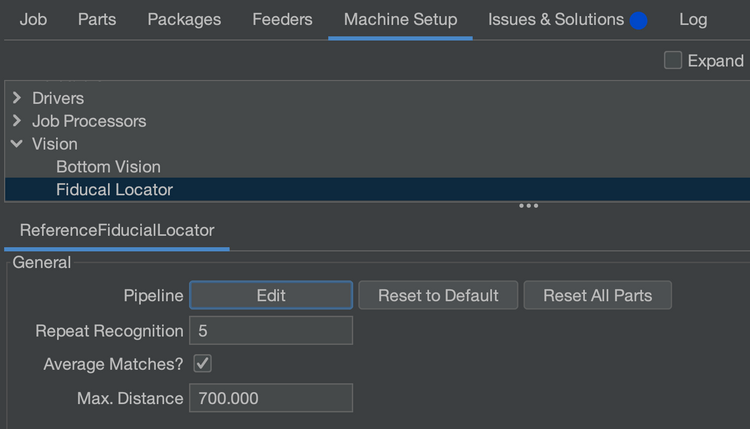 Job Parts Packages Feeders Machine Setup Issues & Solutions Log
Expand
Drivers
Job Processors
Vision
Bottom Vision
Fiducal Locator
ReferenceFiducialLocator
General
Pipeline Edit Reset to Default Reset All Parts
Repeat Recognition 5
Average Matches?
Max. Distance 700.000